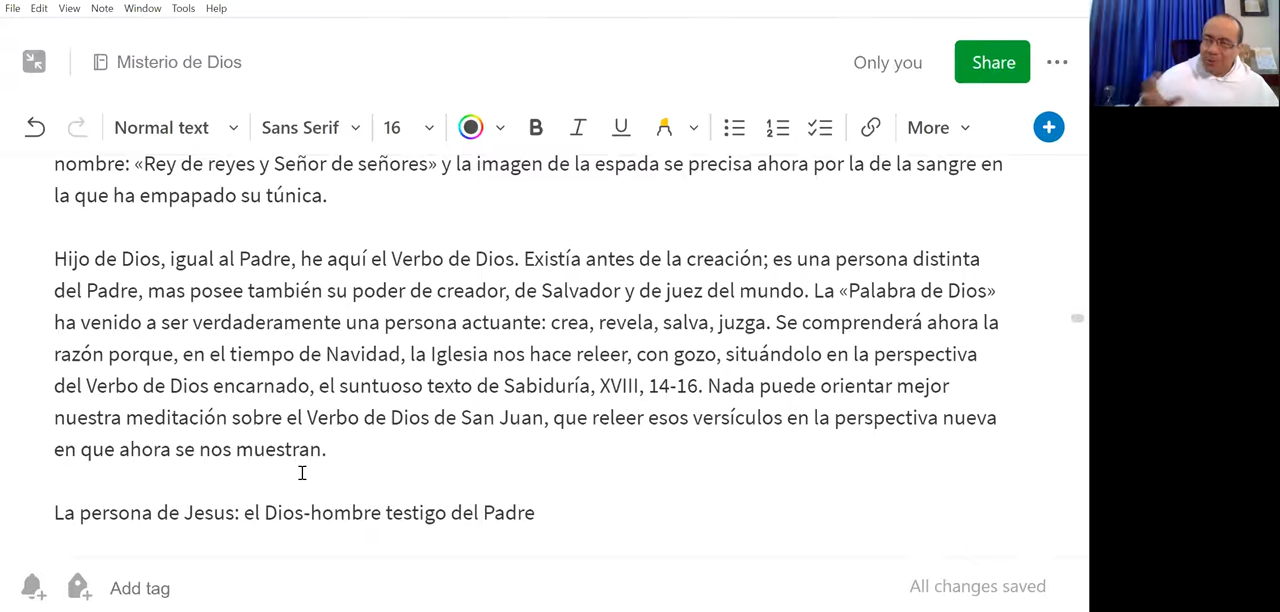 File Edit View Note Window Tools Help
Misterio de Dios Only you Share
Normal text Sans Serif 16 B I U A More
nombre: «Rey de reyes y Señor de señores» y la imagen de la espada se precisa ahora por la de la sangre en
la que ha empapado su túnica.
Hijo de Dios, igual al Padre, he aquí el Verbo de Dios. Existía antes de la creación; es una persona distinta
del Padre, mas posee también su poder de creador, de Salvador y de juez del mundo. La «Palabra de Dios»
ha venido a ser verdaderamente una persona actuante: crea, revela, salva, juzga. Se comprenderá ahora la
razón porque, en el tiempo de Navidad, la Iglesia nos hace releer, con gozo, situándolo en la perspectiva
del Verbo de Dios encarnado, el suntuoso texto de Sabiduría, XVIII, 14-16. Nada puede orientar mejor
nuestra meditación sobre el Verbo de Dios de San Juan, que releer esos versículos en la perspectiva nueva
en que ahora se nos muestran.
La persona de Jesus: el Dios-hombre testigo del Padre
Add tag All changes saved